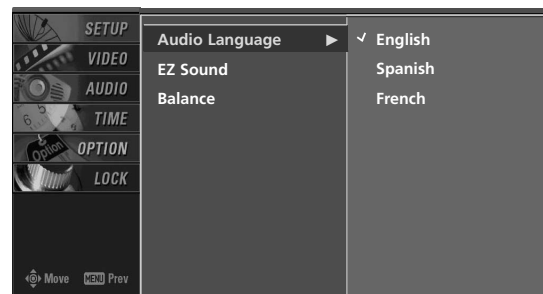 SETUP
VIDEO
AUDIO
TIME
OPTION
LOCK
Move MENU Prev
Audio Language
EZ Sound
Balance
English
Spanish
French